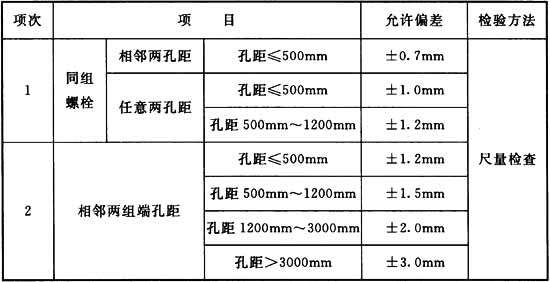 项次 项 目 允许偏差 检验方法
1 同组螺栓 相邻两孔距 孔距≤500mm ±0.7mm 尺量检查
任意两孔距 孔距≤500mm ±1.0mm
孔距 500mm～1200mm ±1.2mm
2 相邻两组端孔距 孔距≤500mm ±1.2mm
孔距 500mm～1200mm ±1.5mm
孔距 1200mm～3000mm ±2.0mm
孔距＞3000mm ±3.0mm